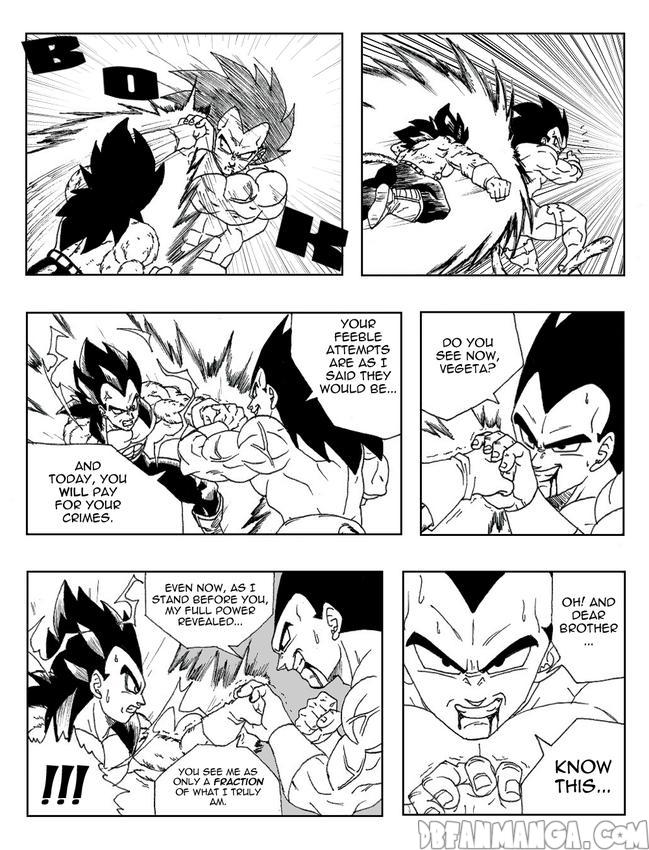 BOK
DO YOU
SEE NOW,
VEGETA?
YOUR
FEEBLE
ATTEMPTS
ARE AS I
SAID THEY
WOULD BE...
AND
TODAY, YOU
WILL PAY
FOR YOUR
CRIMES.
OH! AND
DEAR
BROTHER
...
KNOW
THIS...
EVEN NOW, AS I
STAND BEFORE YOU,
MY FULL POWER
REVEALED...
YOU SEE ME AS
ONLY A FRACTION
OF WHAT I TRULY
AM.
!!!
DBFANMANGA.COM